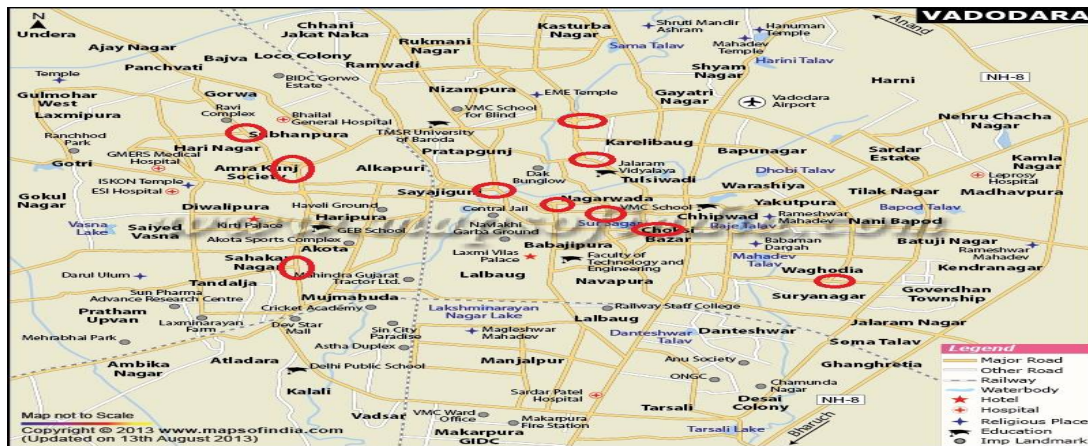 VADODARA
N
Undera
Chhani
Jakat Naka
Kasturba
Nagar
Shruti Mandir
Ashram
Hanuman
Temple
Anand
Ajay Nagar
Bajva
Loco Colony
Rukmani
Nagar
Sama Talav
Mahadev
Temple
Harini Talav
Panchvati
Ramwadi
Shyam
Nagar
Harni
NH-8
Temple
BIDC Gorwo
Estate
Gulmohar
West
Gorwa
Nizampura
EME Temple
Gayatri
Nagar
Vadodara
Airport
Ravi
Complex
Bhailal
General Hospital
VMC School
for Blind
Laxmipura
Subhanpura
TMSR University
of Baroda
Nehru Chacha
Nagar
Ranchhod
Park
Hari Nagar
Pratapgunj
Karelibaug
Bapunagar
Sardar
Estate
Kamla
Nagar
Gotri
GMERS Medical
Hospital
Amra Kunj
Society
Alkapuri
Dak
Bunglow
Jalaram
Vidyalaya
Dhobi Talav
Leprosy
Hospital
ISKON Temple
ESI Hospital
Sayajigunj
Tulsiwadi
Warashiya
Tilak Nagar
Madhavpura
Gokul
Nagar
Diwalipura
Haveli Ground
Central Jail
Nagarwada
VMC School
Yakutpura
Bapod Talav
Vasna
Lake
Saiyed
Vasna
Kirti Palace
Haripura
GEB School
Navlakhi
Garba Ground
Chhipwad
Rameshwar
Mahadev
Nani Bapod
Akota Sports Complex
Akota
Babajipura
Choksi
Bazar
Baje Talav
Babaman
Dargah
Batuji Nagar
Rameshwar
Mahadev
Sahakar
Nagar
Laxmi Vilas
Palace
Faculty of
Technology and
Engineering
Mahadev
Talav
Darul Ulum
Tandalja
Mahindra Gujarat
Tractor Ltd.
Lalbaug
Navapura
Waghodia
Kendranagar
Sun Pharma
Advance Research Centre
Mujmahuda
Suryanagar
Goverdhan
Township
Pratham
Upvan
Laxminarayan
Farm
Cricket Academy
Dev Star
Mall
Sin City
Paradise
Lakshminarayan
Nagar Lake
Railway Staff College
Lalbaug
Jalaram Nagar
Mehrabhai Park
Astha Duplex
Magleshwar
Mahadev
Danteshwar
Talav
Danteshwar
Soma Talav
Ambika
Nagar
Atladara
Delhi Public School
Manjalpur
Anu Society
Ghanghretia
Kalali
ONGC
Chamunda
Nagar
Sardar Patel
Hospital
Desai
Colony
NH-8
Vadsar
VMC Ward
Office
Makarpura
Fire Station
Tarsali
Makarpura
GIDC
Tarsali Lake
Bharuch
Map not to Scale
Copyright © 2013 www.mapsofindia.com
(Updated on 13th August 2013)
Legend
Major Road
Other Road
Railway
Waterbody
Hotel
Hospital
Religious Place
Education
Imp Landmark